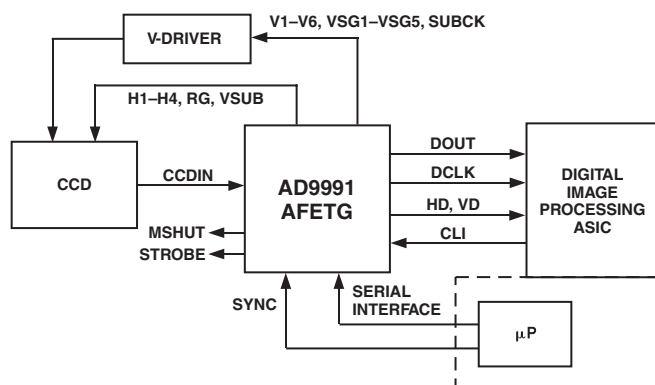 V1–V6, VSG1–VSG5, SUBCK
V-DRIVER
H1–H4, RG, VSUB
CCD
CCDIN
AD9991
AFETG
MSHUT
STROBE
DOUT
DCLK
HD, VD
CLI
DIGITAL
IMAGE
PROCESSING
ASIC
SYNC
SERIAL
INTERFACE
μP